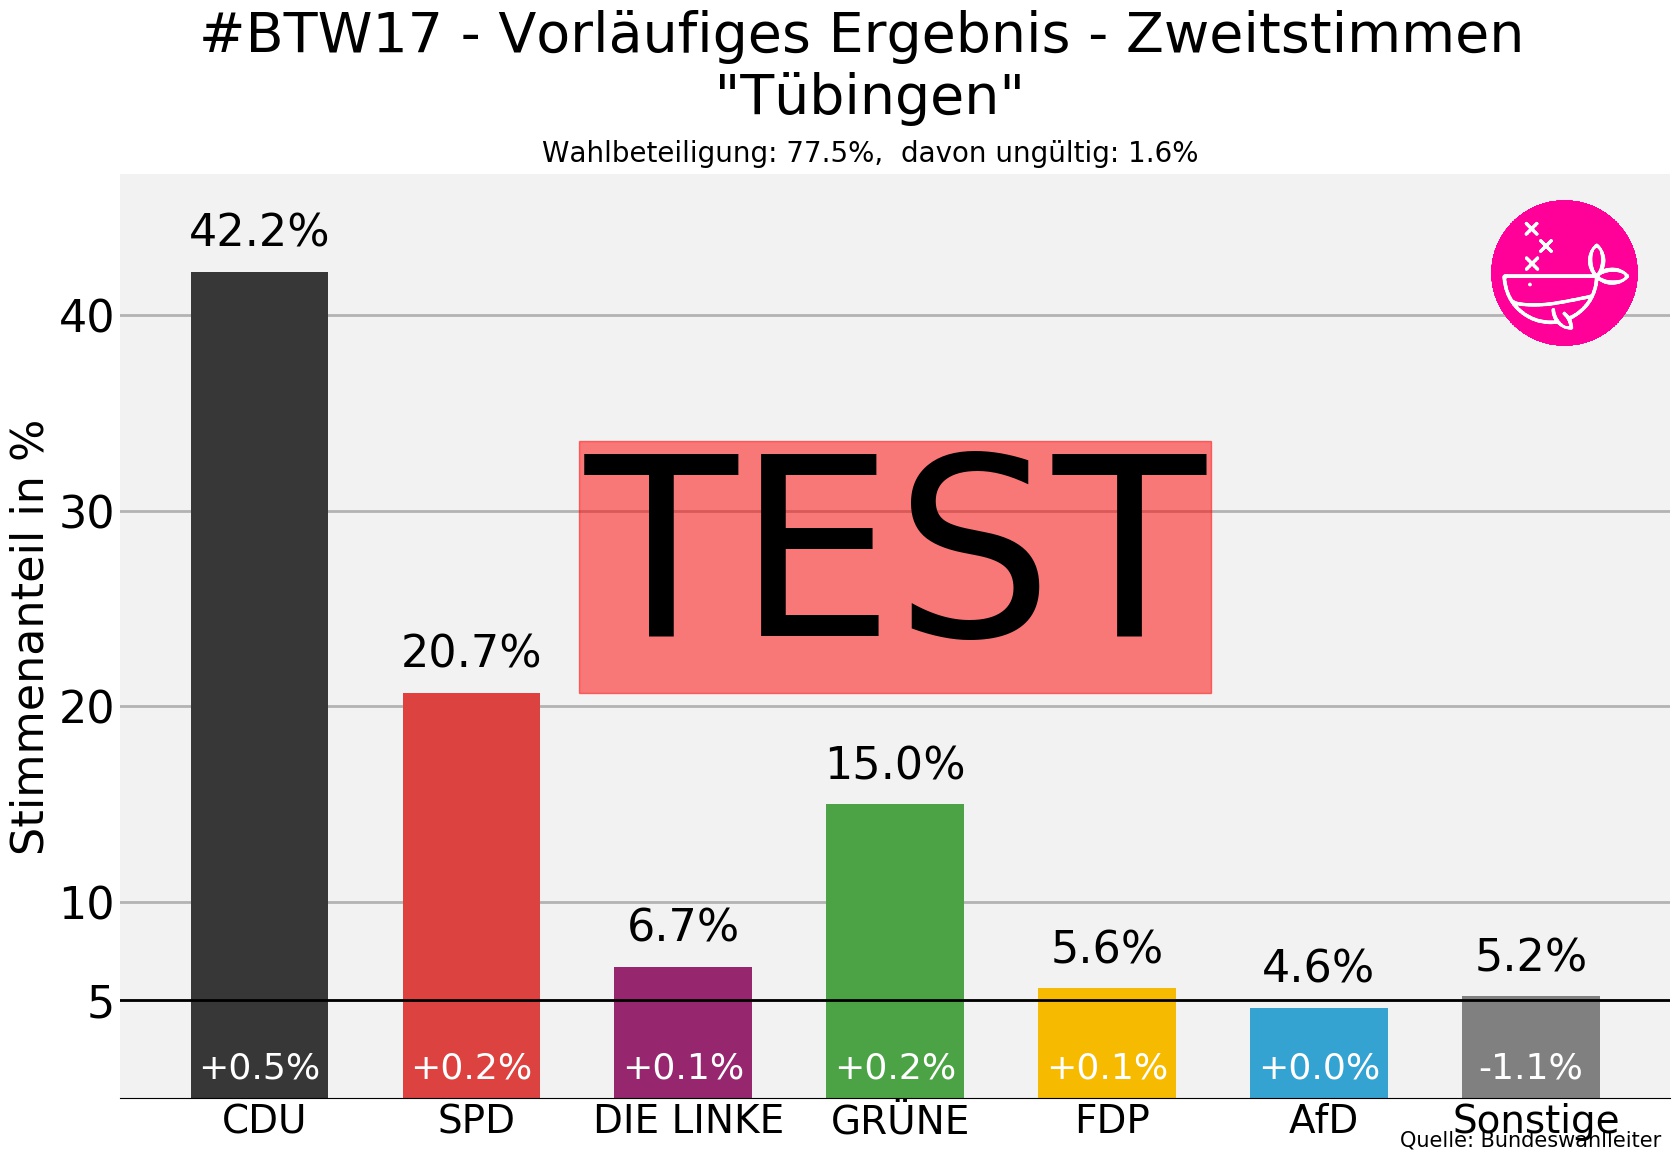 #BTW17 - Vorläufiges Ergebnis - Zweitstimmen
"Tübingen"
Wahlbeteiligung: 77.5%,  davon ungültig: 1.6%
Stimmenanteil in %
40
30
20
10
5
42.2%
20.7%
6.7%
15.0%
5.6%
4.6%
5.2%
TEST
+0.5%
+0.2%
+0.1%
+0.2%
+0.1%
+0.0%
-1.1%
CDU
SPD
DIE LINKE
GRÜNE
FDP
AfD
Sonstige
Quelle: Bundeswahlleiter